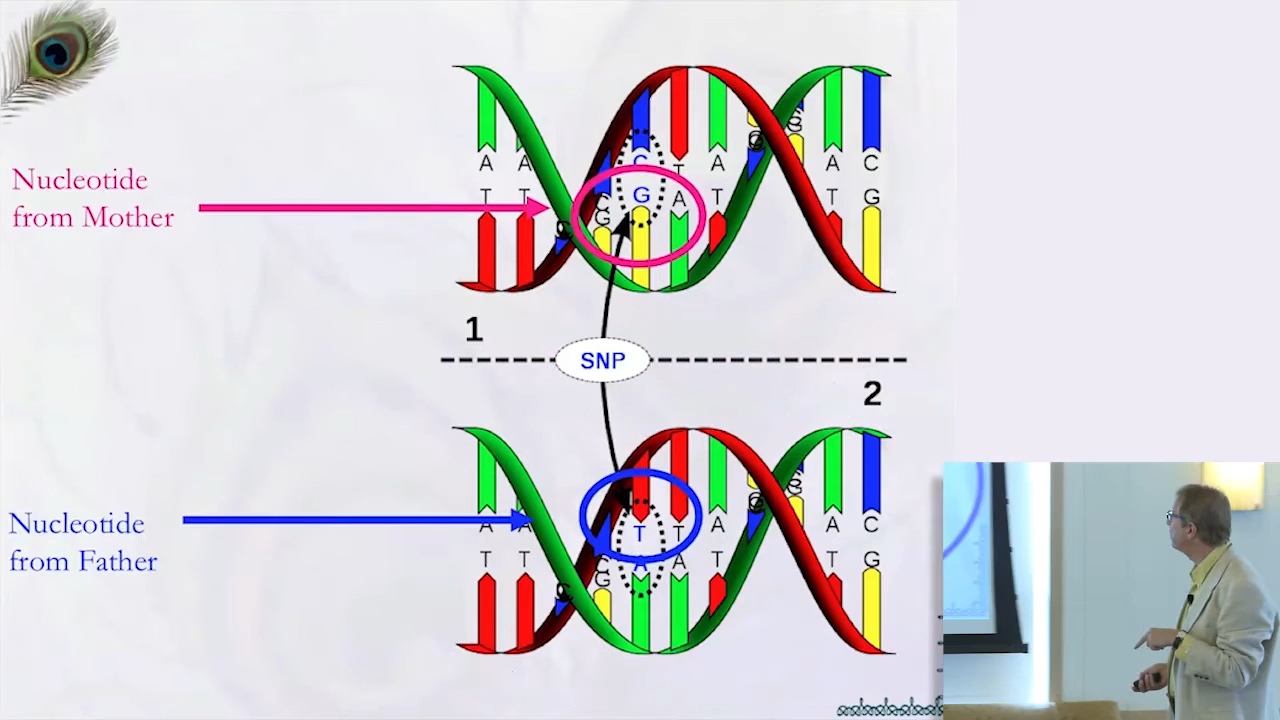 Nucleotide
from Mother
A A C T A G A C
T T C G G A T T G
1
SNP
2
Nucleotide
from Father
A A T T A G A C
T T C G A A T T G